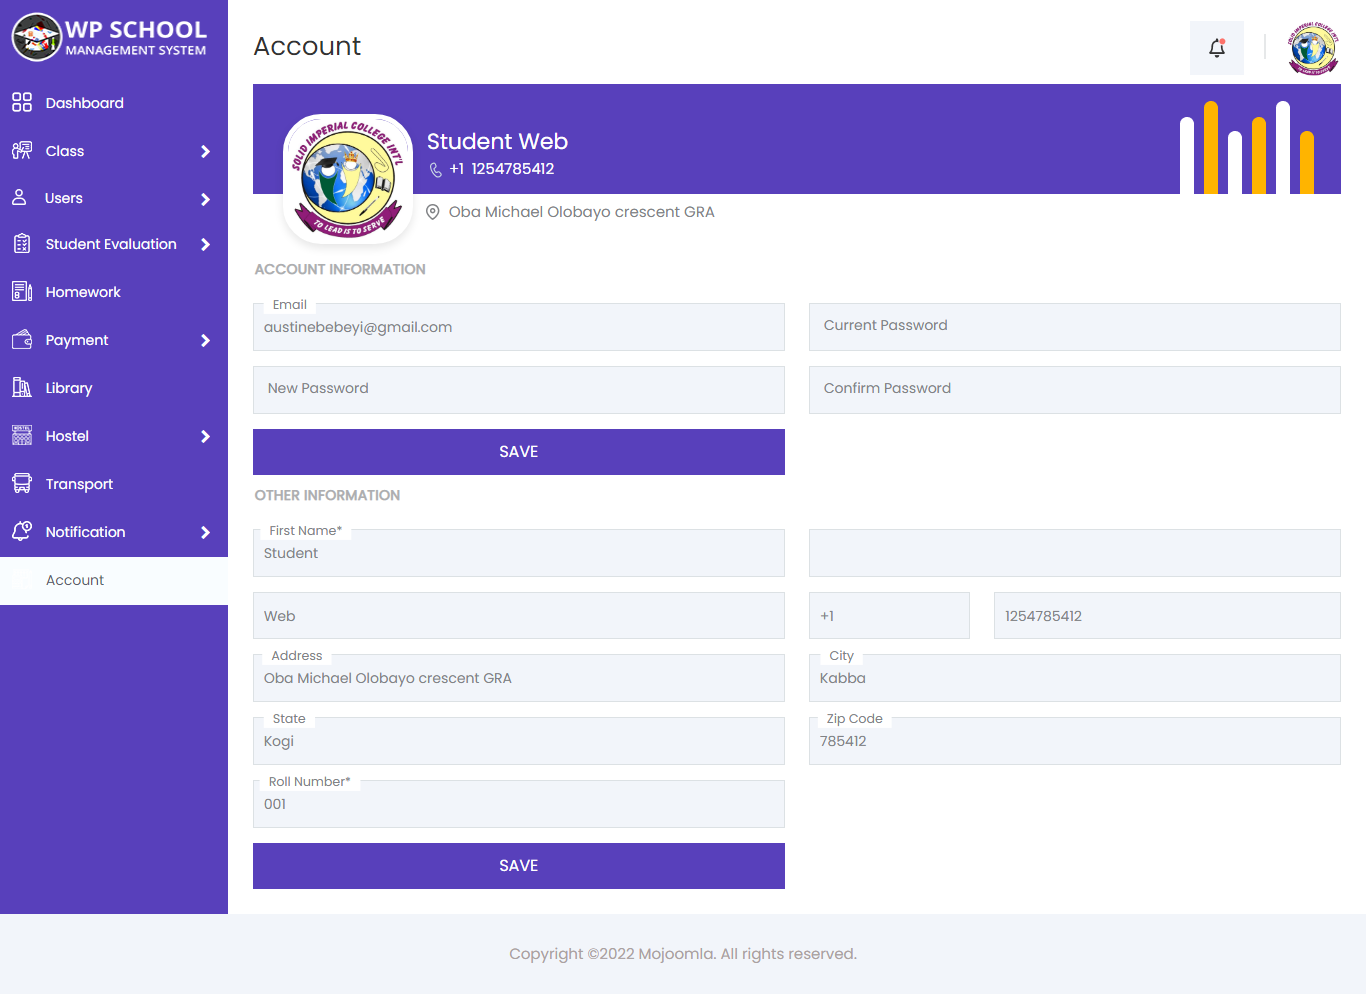 WP SCHOOL
MANAGEMENT SYSTEM
Dashboard
Class
Users
Student Evaluation
Homework
Payment
Library
Hostel
Transport
Notification
Account
Account
SOLID IMPERIAL COLLEGE INT'L
TO LEAD IS TO SERVE
Student Web
+1 1254785412
Oba Michael Olobayo crescent GRA
ACCOUNT INFORMATION
Email
austinebebeyi@gmail.com
Current Password
New Password
Confirm Password
SAVE
OTHER INFORMATION
First Name*
Student
Web
+1
1254785412
Address
Oba Michael Olobayo crescent GRA
City
Kabba
State
Kogi
Zip Code
785412
Roll Number*
001
SAVE
Copyright ©2022 Mojoomla. All rights reserved.